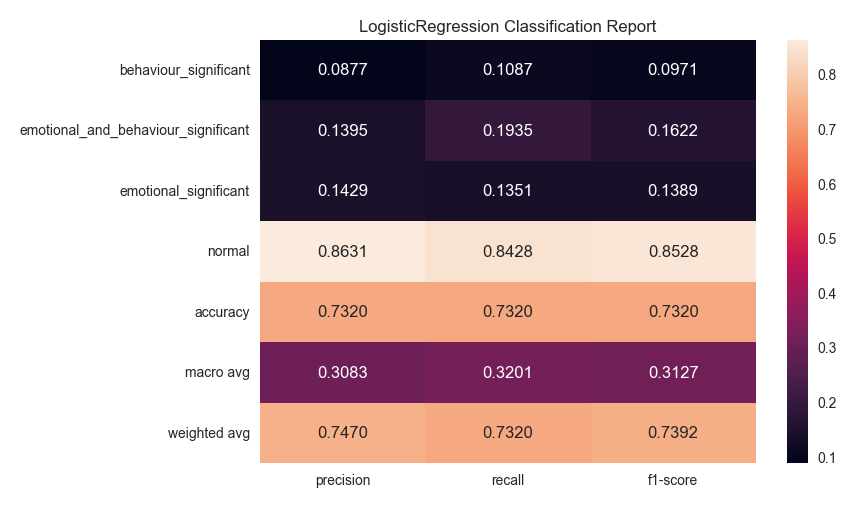 LogisticRegression Classification Report
behaviour_significant 0.0877 0.1087 0.0971
emotional_and_behaviour_significant 0.1395 0.1935 0.1622
emotional_significant 0.1429 0.1351 0.1389
normal 0.8631 0.8428 0.8528
accuracy 0.7320 0.7320 0.7320
macro avg 0.3083 0.3201 0.3127
weighted avg 0.7470 0.7320 0.7392
precision recall f1-score
0.8
0.7
0.6
0.5
0.4
0.3
0.2
0.1